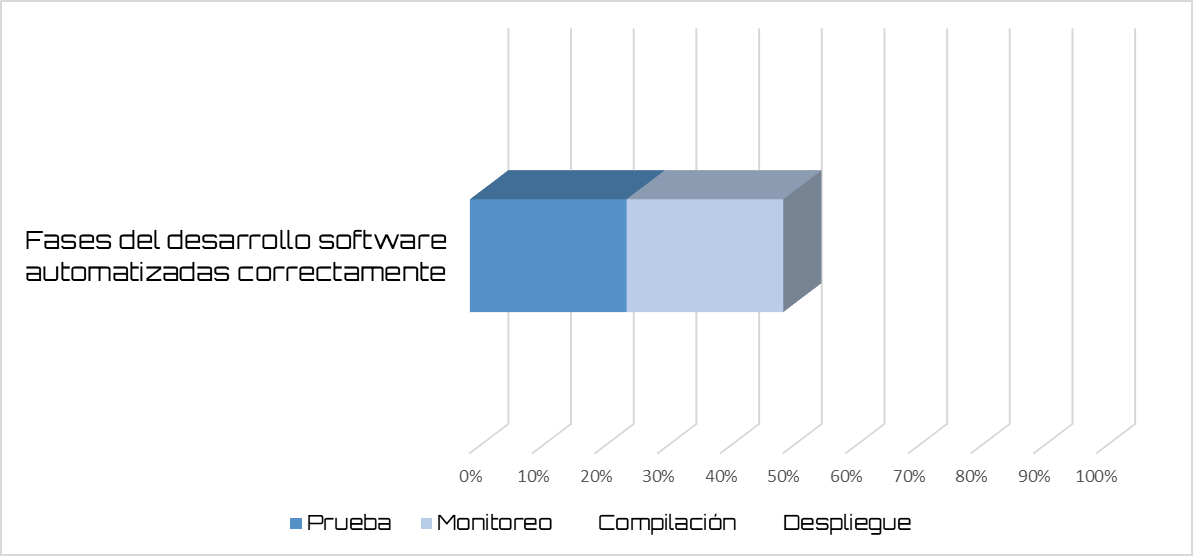 Fases del desarrollo software
automatizadas correctamente
0% 10% 20% 30% 40% 50% 60% 70% 80% 90% 100%
Prueba Monitoreo Compilación Despliegue